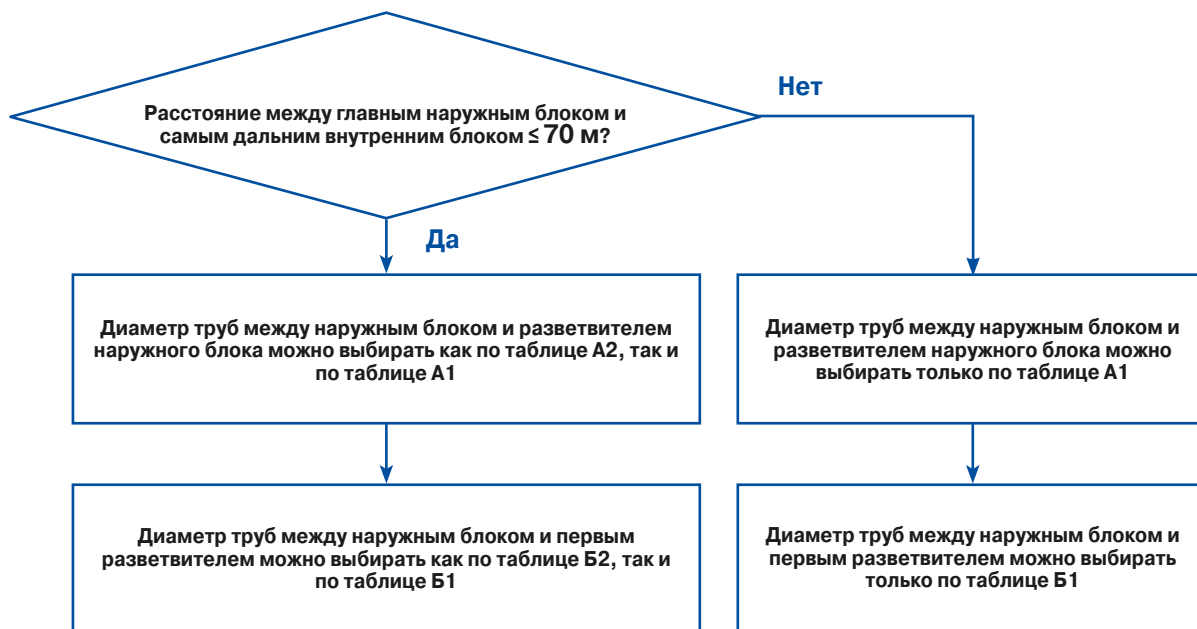 Расстояние между главным наружным блоком и
самым дальним внутренним блоком ≤ 70 м?
Нет
Да
Диаметр труб между наружным блоком и разветвителем
наружного блока можно выбирать как по таблице А2, так и
по таблице А1
Диаметр труб между наружным блоком и
разветвителем наружного блока можно
выбирать только по таблице А1
Диаметр труб между наружным блоком и первым
разветвителем можно выбирать как по таблице Б2, так и
по таблице Б1
Диаметр труб между наружным блоком и
первым разветвителем можно выбирать
только по таблице Б1